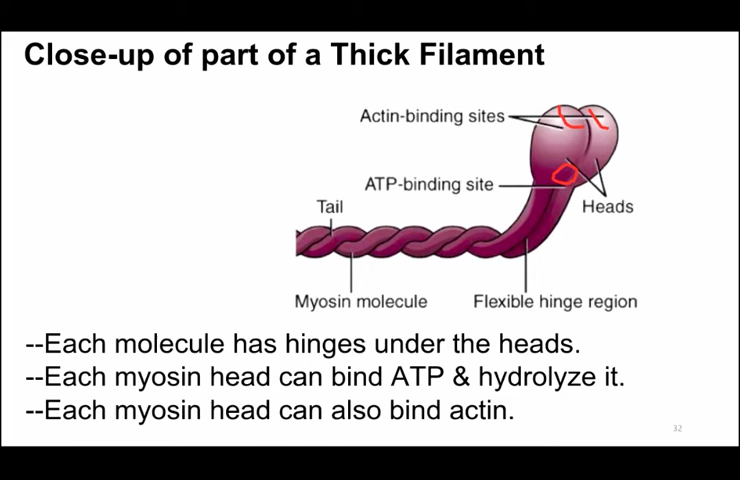 Close-up of part of a Thick Filament
Actin-binding sites
ATP-binding site
Tail
Heads
Myosin molecule
Flexible hinge region
--Each molecule has hinges under the heads.
--Each myosin head can bind ATP & hydrolyze it.
--Each myosin head can also bind actin.
32